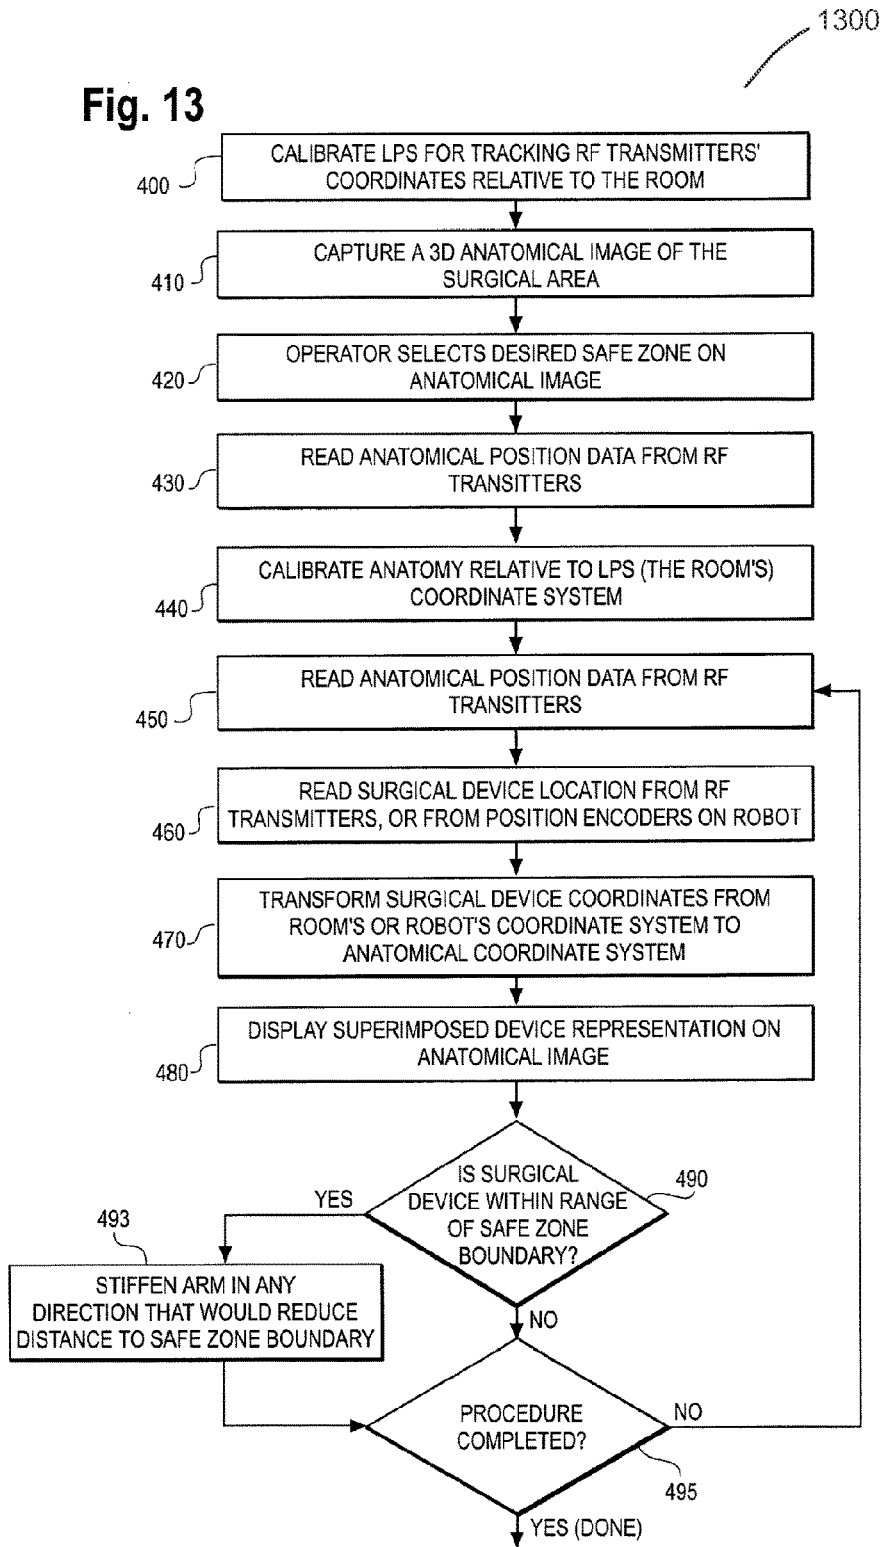 1300
Fig. 13
400
CALIBRATE LPS FOR TRACKING RF TRANSMITTERS'
COORDINATES RELATIVE TO THE ROOM
410
CAPTURE A 3D ANATOMICAL IMAGE OF THE
SURGICAL AREA
420
OPERATOR SELECTS DESIRED SAFE ZONE ON
ANATOMICAL IMAGE
430
READ ANATOMICAL POSITION DATA FROM RF
TRANSITTERS
440
CALIBRATE ANATOMY RELATIVE TO LPS (THE ROOM'S)
COORDINATE SYSTEM
450
READ ANATOMICAL POSITION DATA FROM RF
TRANSITTERS
460
READ SURGICAL DEVICE LOCATION FROM RF
TRANSMITTERS, OR FROM POSITION ENCODERS ON ROBOT
470
TRANSFORM SURGICAL DEVICE COORDINATES FROM
ROOM'S OR ROBOT'S COORDINATE SYSTEM TO
ANATOMICAL COORDINATE SYSTEM
480
DISPLAY SUPERIMPOSED DEVICE REPRESENTATION ON
ANATOMICAL IMAGE
490
IS SURGICAL
DEVICE WITHIN RANGE
OF SAFE ZONE
BOUNDARY?
YES
493
STIFFEN ARM IN ANY
DIRECTION THAT WOULD REDUCE
DISTANCE TO SAFE ZONE BOUNDARY
NO
PROCEDURE
COMPLETED?
NO
495
YES (DONE)